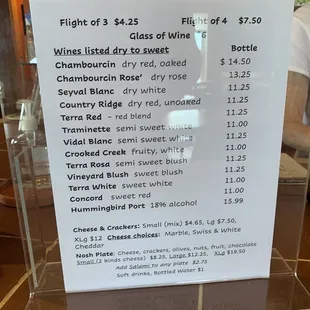 Flight of 3 $4.25 Flight of 4 $7.50
Glass of Wine $6
Wines listed dry to sweet Bottle
Chambourcin dry red, oaked $ 14.50
Chambourcin Rose' dry rose 13.25
Seyval Blanc dry white 11.25
Country Ridge dry red, unoaked 11.25
Terra Red - red blend 11.25
Traminette semi sweet white 11.00
Vidal Blanc semi sweet white 11.25
Crooked Creek fruity, white 11.00
Terra Rosa semi sweet blush 11.25
Vineyard Blush sweet blush 11.25
Terra White sweet white 11.00
Concord sweet red 11.00
Hummingbird Port 18% alcohol 15.99
Cheese & Crackers: Small (mix) $4.65, Lg $7.50,
XLg $12 Cheese choices: Marble, Swiss & White
Cheddar
Nosh Plate: Cheese, crackers, olives, nuts, fruit, chocolate
Small (2 kinds cheese) $8.25, Large $12.25, XLg $19.50
Add Salami to any plate $2.75
Soft drinks, Bottled Water $1